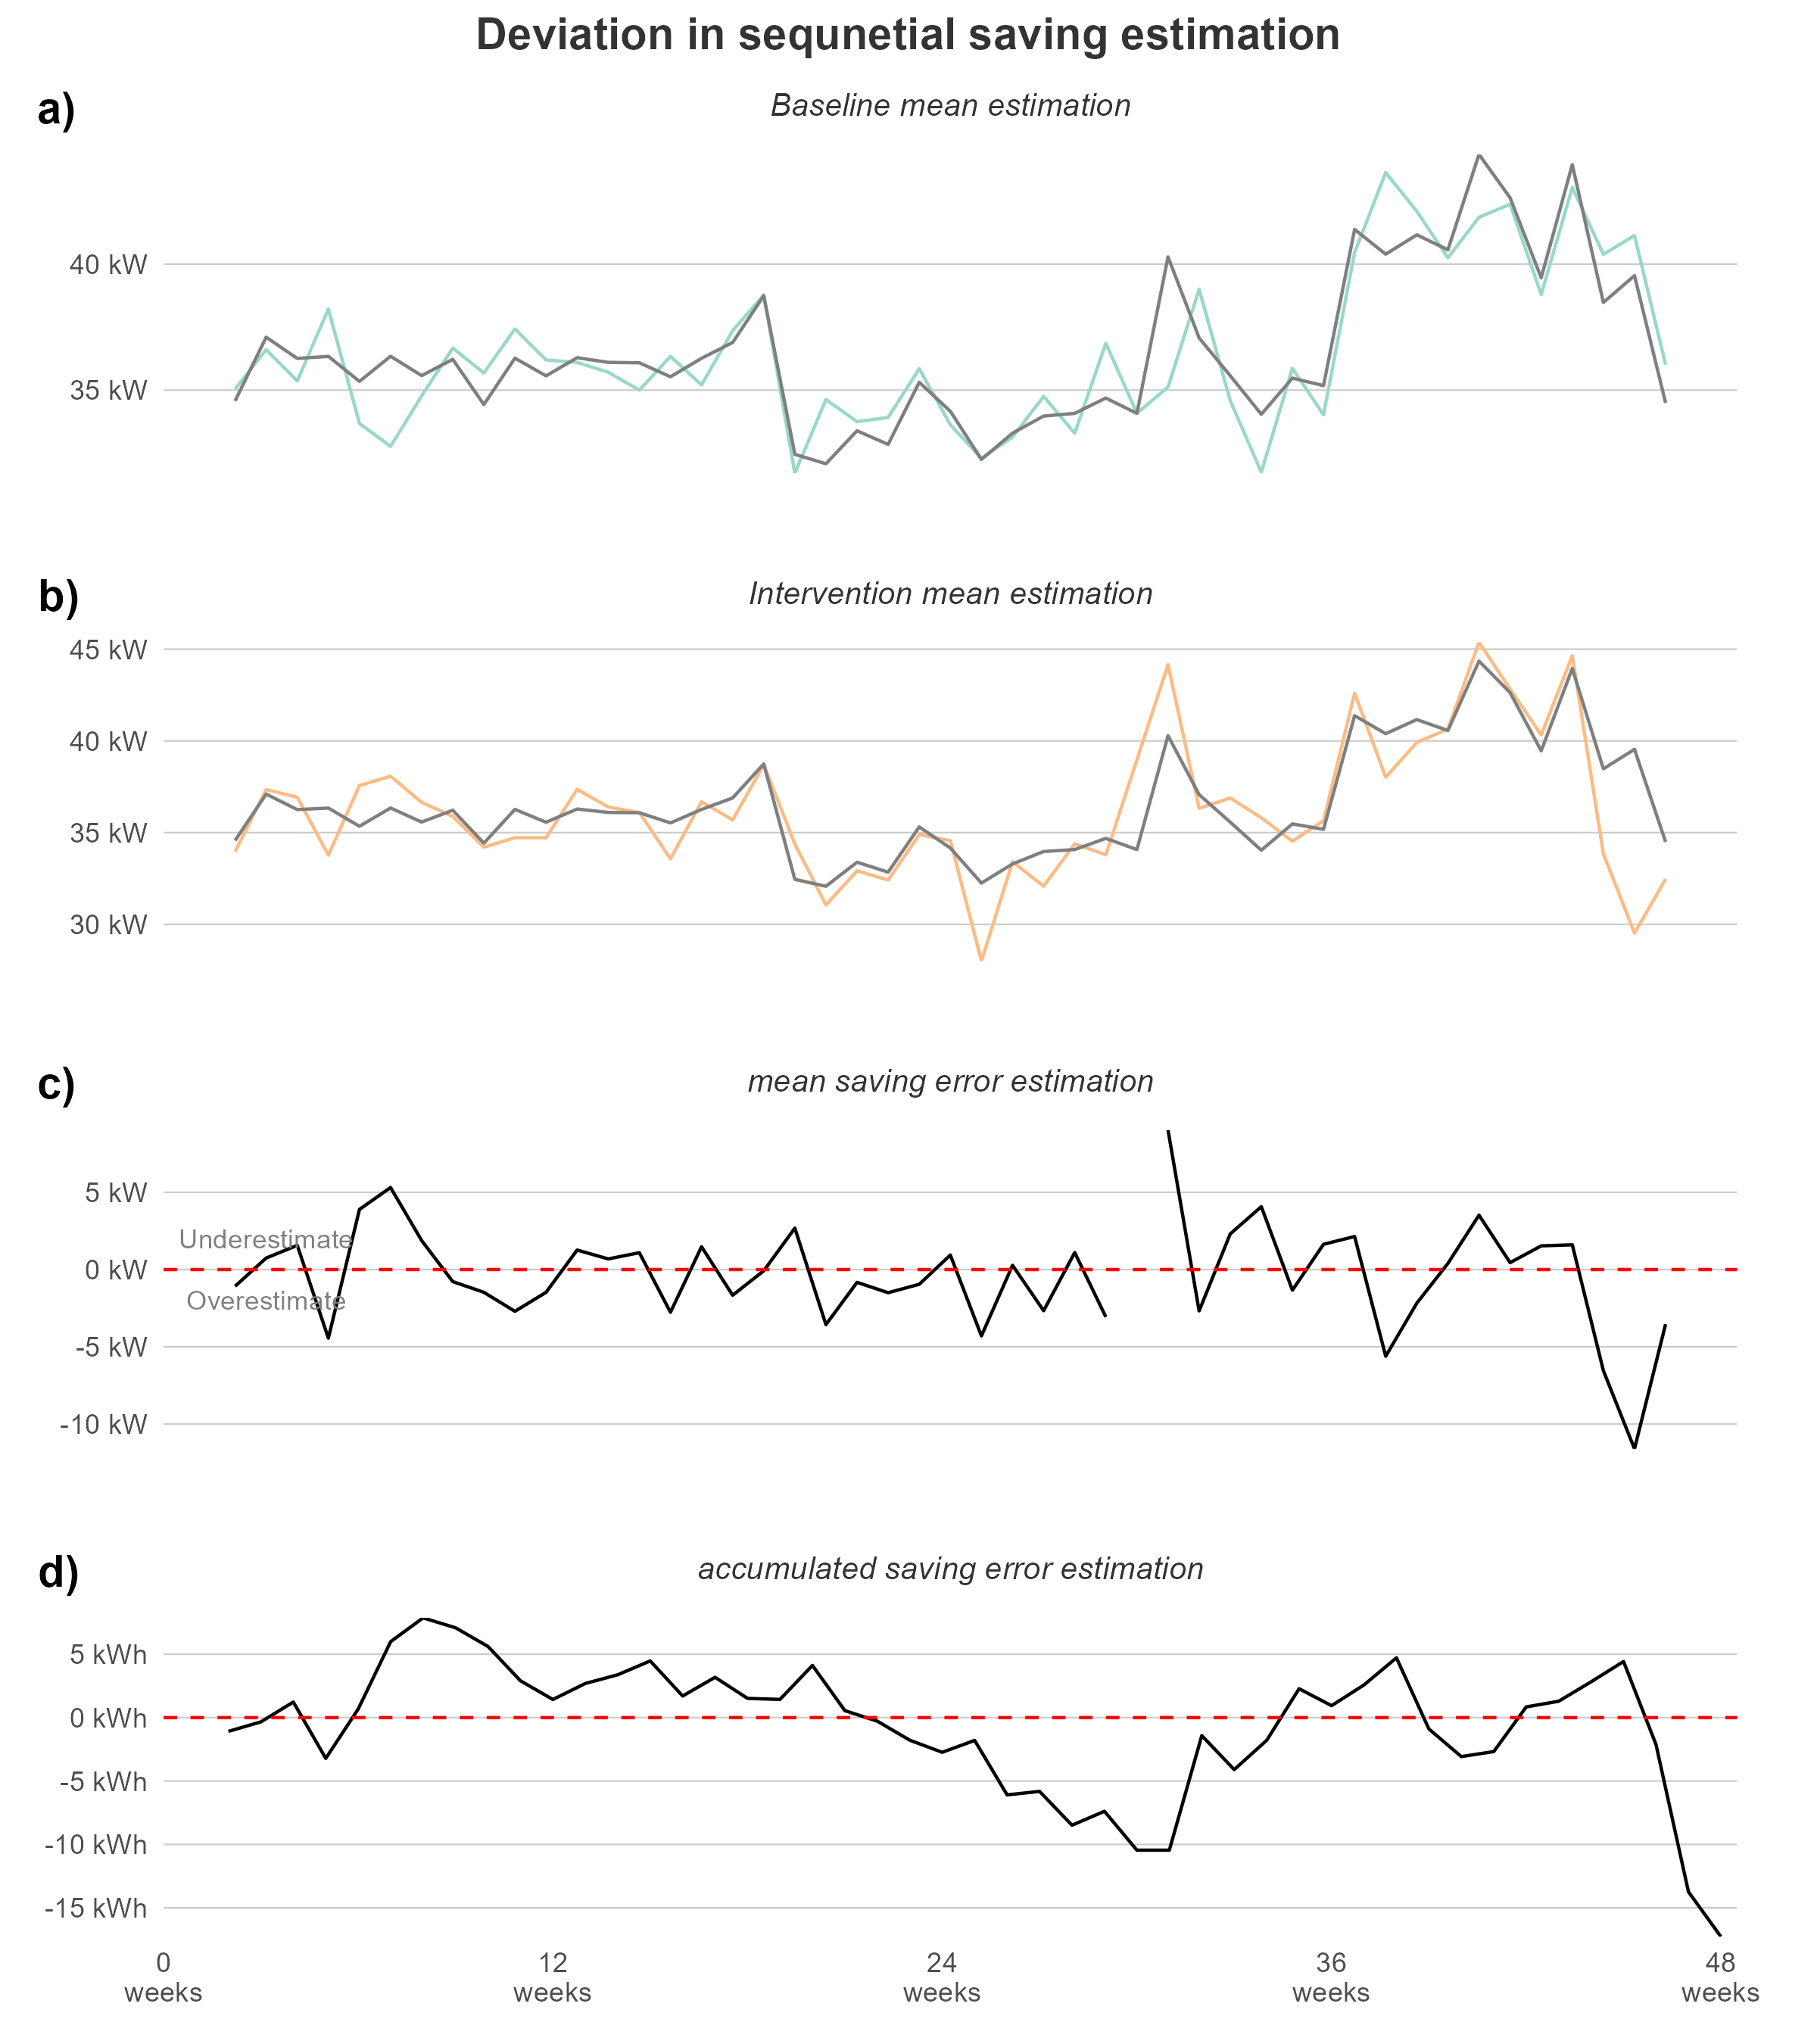 Deviation in sequnetial saving estimation
a)
Baseline mean estimation
40 kW
35 kW
b)
Intervention mean estimation
45 kW
40 kW
35 kW
30 kW
c)
mean saving error estimation
5 kW
Underestimate
0 kW
Overestimate
-5 kW
-10 kW
d)
accumulated saving error estimation
5 kWh
0 kWh
-5 kWh
-10 kWh
-15 kWh
0 12 24 36 48
weeks weeks weeks weeks weeks